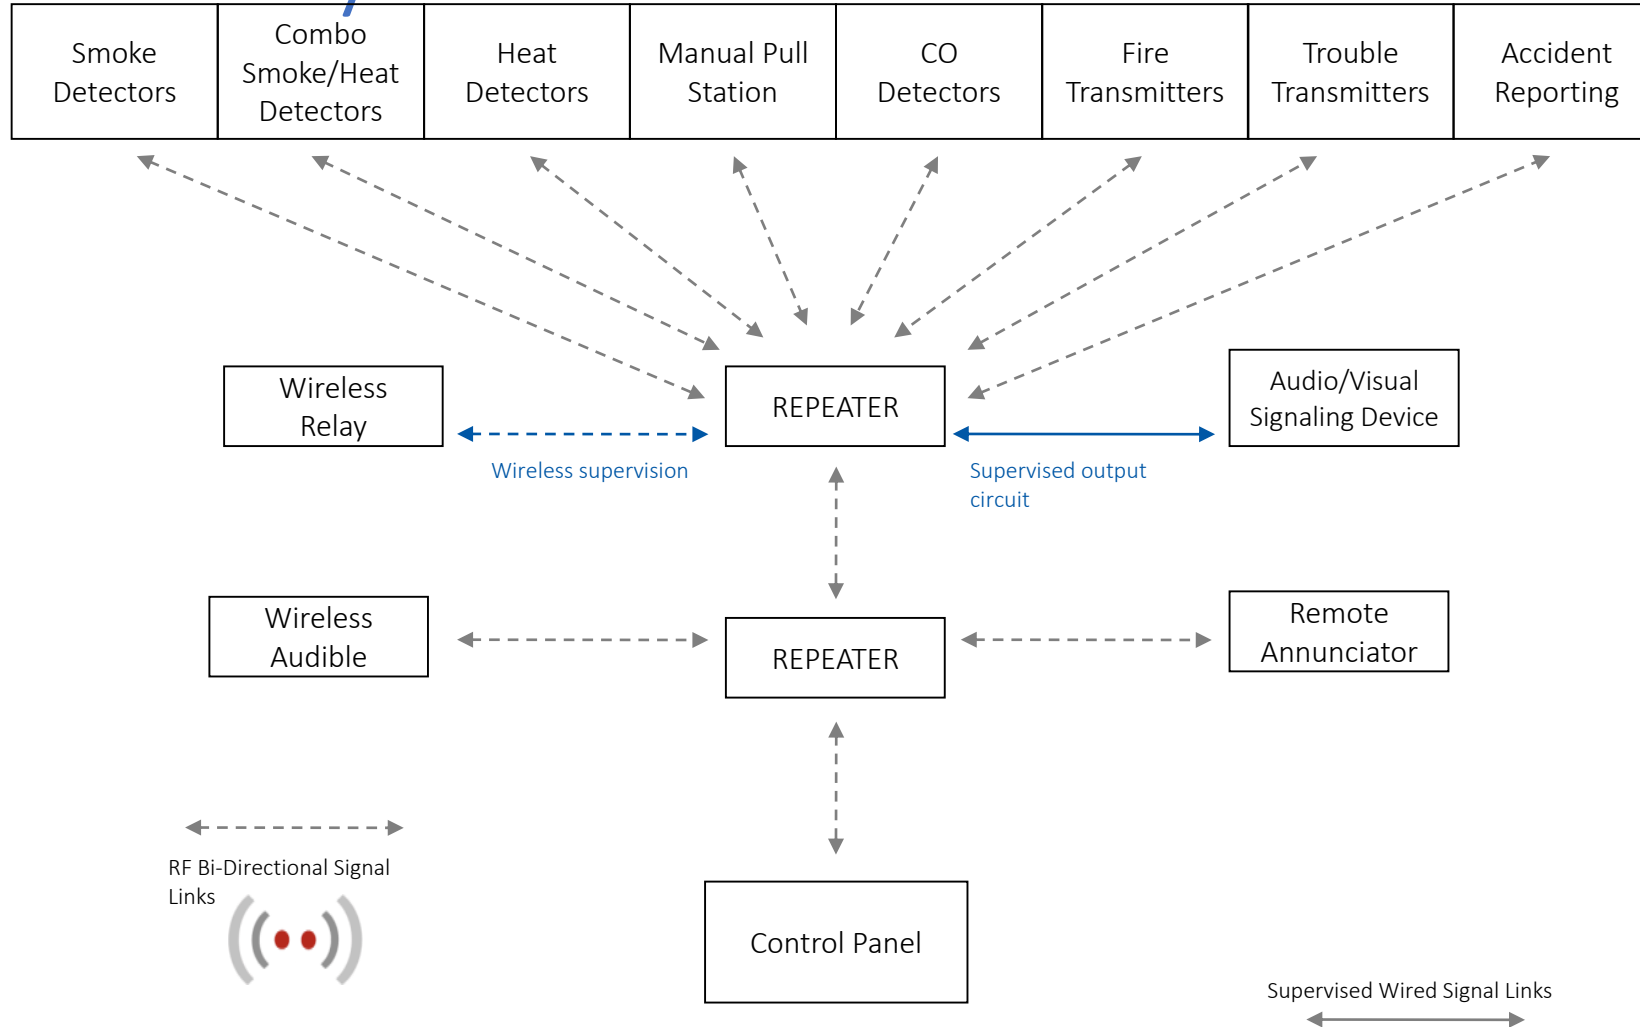 Smoke
Detectors
Combo
Smoke/Heat
Detectors
Heat
Detectors
Manual Pull
Station
CO
Detectors
Fire
Transmitters
Trouble
Transmitters
Accident
Reporting
Wireless
Relay
REPEATER
Audio/Visual
Signaling Device
Wireless supervision
Supervised output
circuit
Wireless
Audible
REPEATER
Remote
Annunciator
RF Bi-Directional Signal
Links
Control Panel
Supervised Wired Signal Links